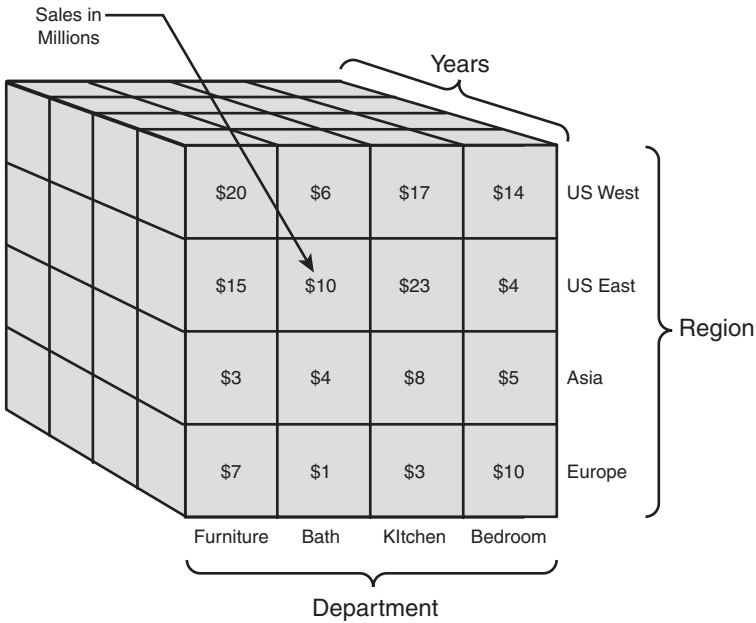 Sales in
Millions
Years
$20 $6 $17 $14 US West
$15 $10 $23 $4 US East
Region
$3 $4 $8 $5 Asia
$7 $1 $3 $10 Europe
Furniture Bath KItchen Bedroom
Department